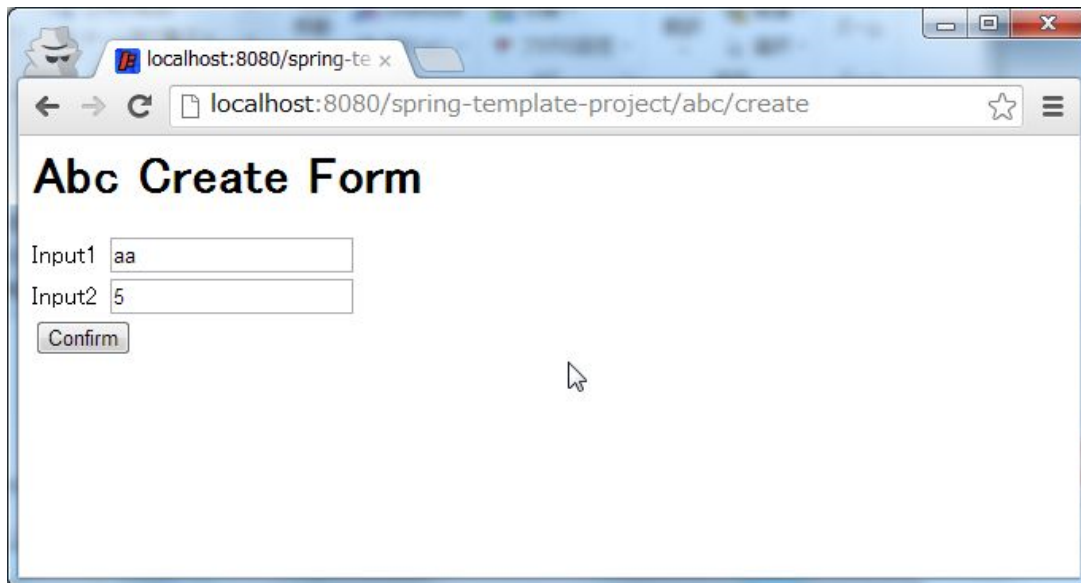 localhost:8080/spring-te
localhost:8080/spring-template-project/abc/create
Abc Create Form
Input1 aa
Input2 5
Confirm